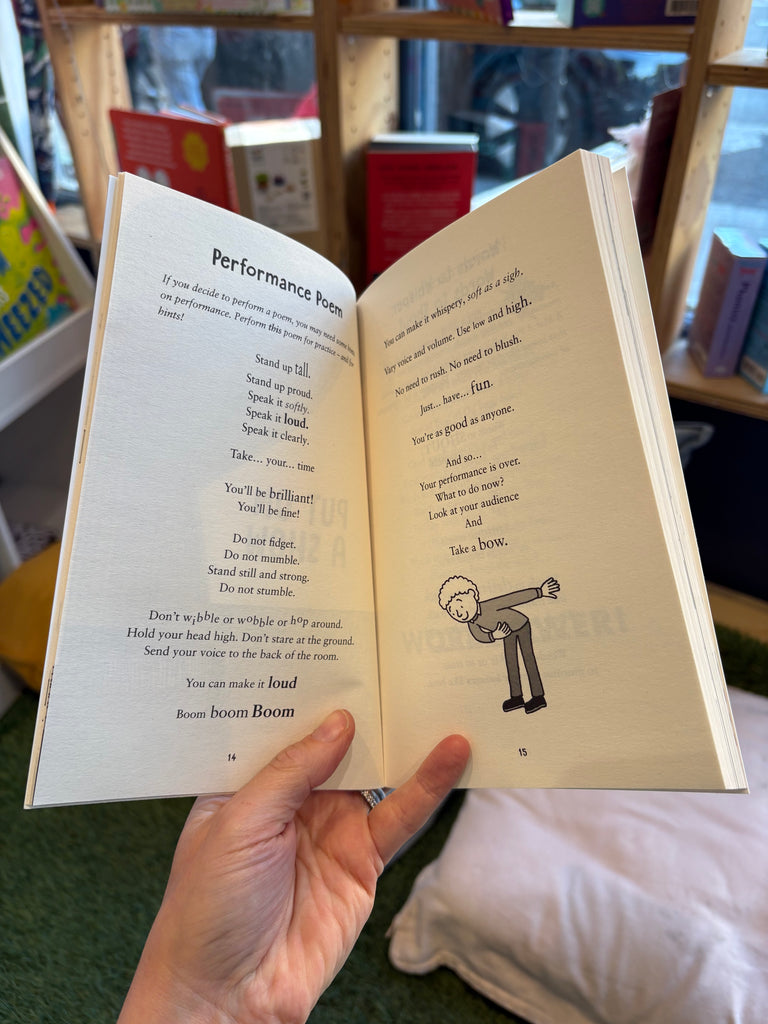 Performance Poem
If you decide to perform a poem, you may need some
on performance. Perform this poem for practice – and for
hints!
Stand up tall.
Stand up proud.
Speak it softly.
Speak it loud.
Speak it clearly.
Take... your... time
You'll be brilliant!
You'll be fine!
Do not fidget.
Do not mumble.
Stand still and strong.
Do not stumble.
Don't wibble or wobble or hop around.
Hold your head high. Don't stare at the ground.
Send your voice to the back of the room.
You can make it loud
Boom boom Boom
14
You can make it whispery, soft as a sigh.
Vary voice and volume. Use low and high.
No need to rush. No need to blush.
Just... have... fun.
You're as good as anyone.
And so...
Your performance is over.
What to do now?
Look at your audience
And
Take a bow.
15